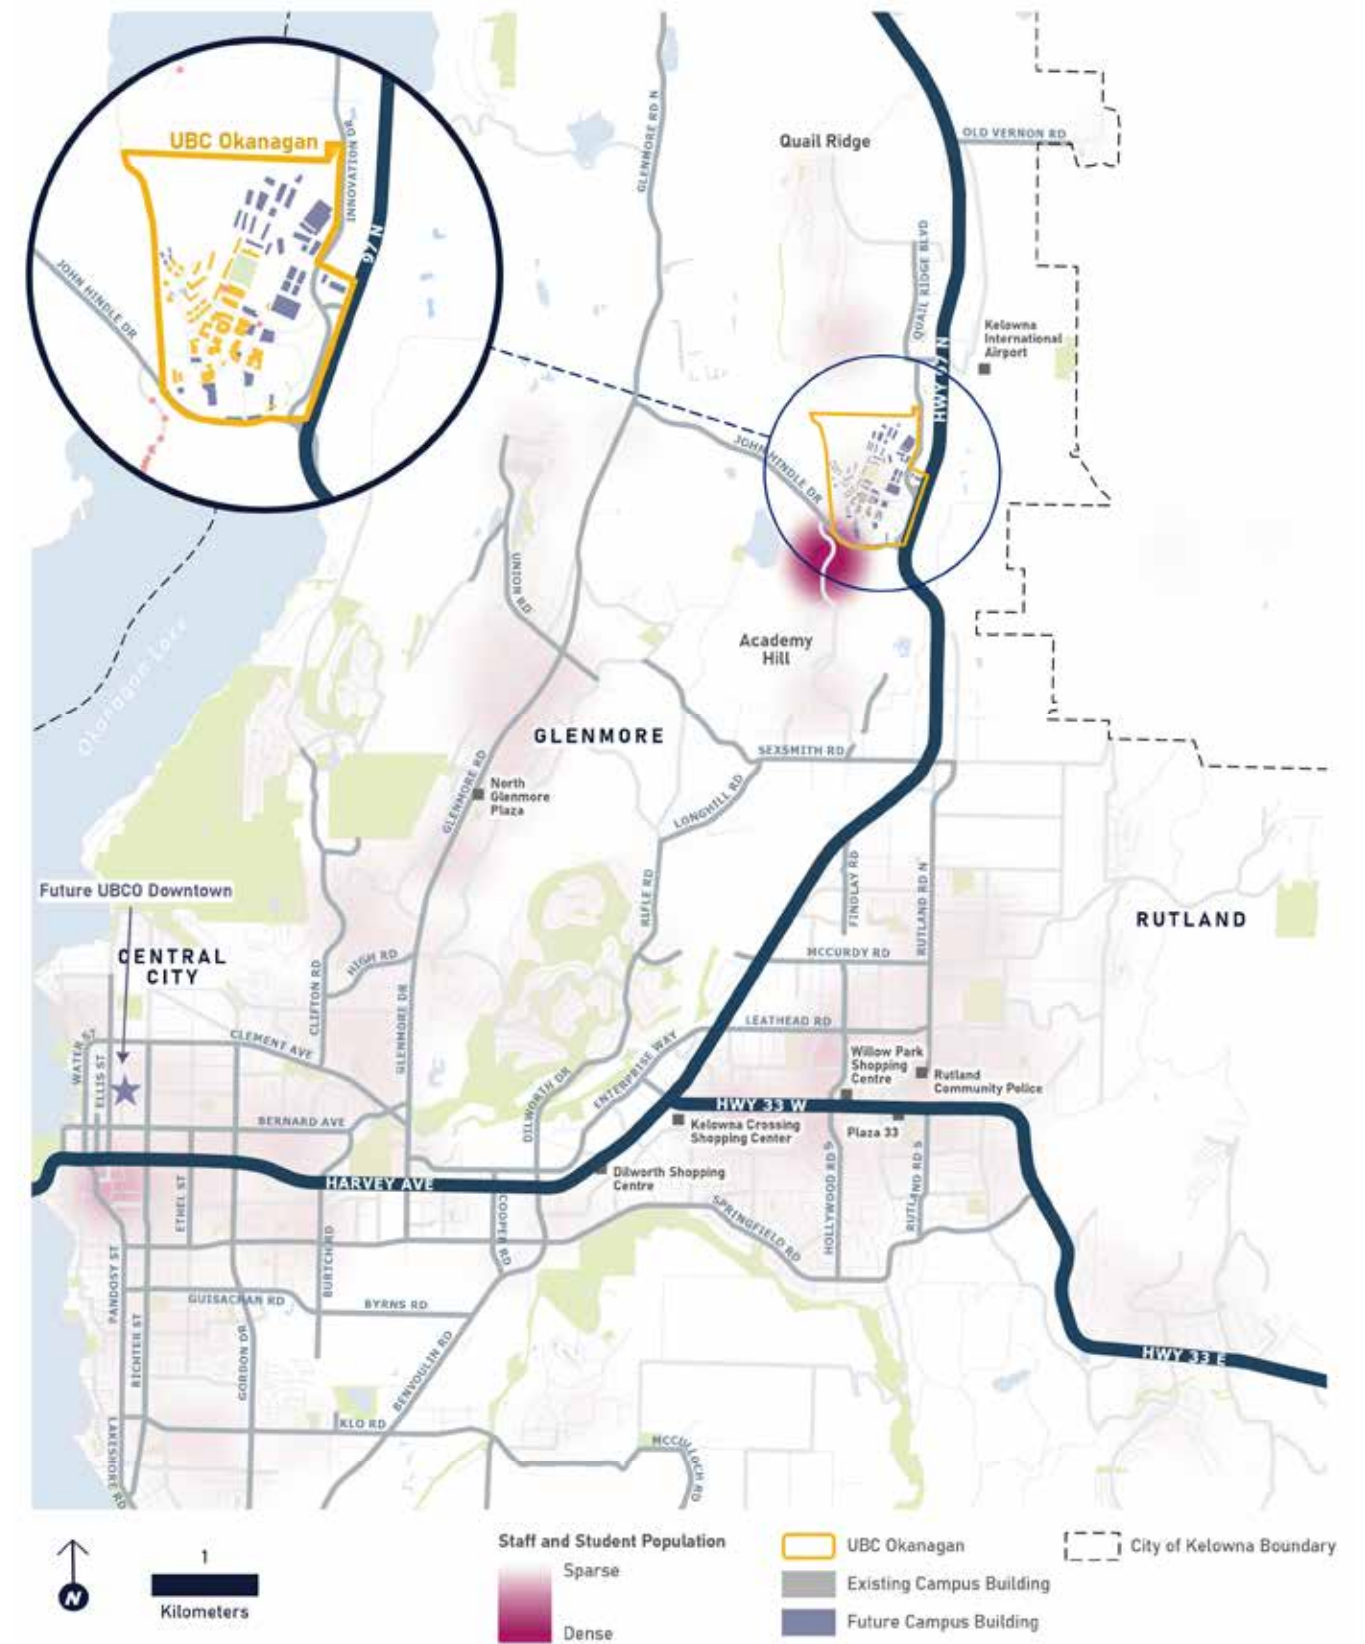 UBC Okanagan
INNOVATION DR
97 N
JOHN HINDLE DR
GLENMORE RD N
Quail Ridge
OLD VERNON RD
QUAIL RIDGE BLVD
Kelowna
International
Airport
HWY 97 N
JOHN HINDLE DR
UNION RD
Okanagan Lake
Academy
Hill
GLENMORE
SEXSMITH RD
GLENMORE RD
North
Glenmore
Plaza
LONGHILL RD
Future UBCO Downtown
RIFLE RD
FINDLAY RD
RUTLAND RD N
RUTLAND
CENTRAL
CITY
HIGH RD
CLIFTON RD
MCCURDY RD
GLENMORE DR
WATER ST
CLEMENT AVE
LEATHEAD RD
ELLIS ST
ENTERPRISE WAY
Willow Park
Shopping
Centre
Rutland
Community Police
DILWORTH DR
BERNARD AVE
HWY 33 W
Kelowna Crossing
Shopping Center
Plaza 33
HARVEY AVE
Dilworth Shopping
Centre
ETHEL ST
COOPER RD
HOLLYWOOD RD S
RUTLAND RD S
SPRINGFIELD RD
PANDOSY ST
BURTCH RD
GUISACHAN RD
BYRNS RD
RICHTER ST
GORDON DR
BENVOULIN RD
HWY 33 E
LAKESHORE RD
KLO RD
MCCULLOCH RD
N
1
Kilometers
Staff and Student Population
Sparse
Dense
UBC Okanagan
Existing Campus Building
Future Campus Building
City of Kelowna Boundary